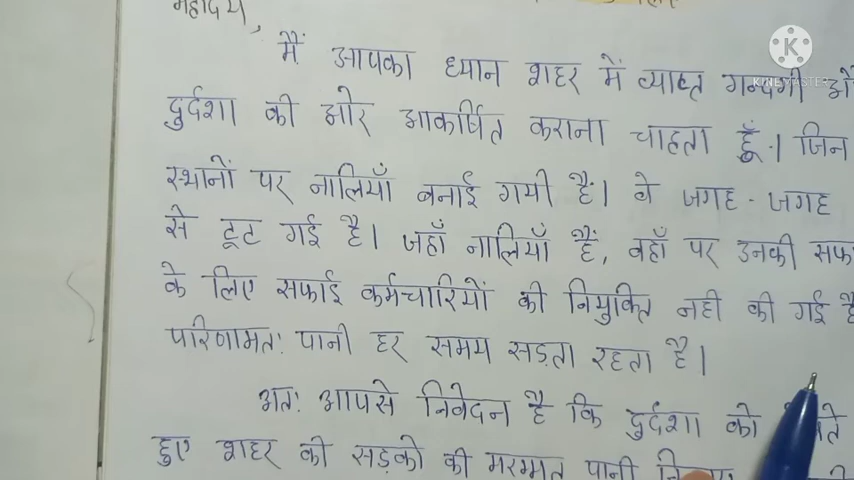 महोदय,
मैं आपका ध्यान शहर में व्याप्त गन्दगी
दुर्दशा की ओर आकर्षित कराना चाहता हूँ। जिन
स्थानों पर नालियाँ बनाई गयी हैं। वे जगह-जगह
से टूट गई है। जहाँ नालियाँ हैं, वहाँ पर उनकी
के लिए सफाई कर्मचारियों की नियुक्ति नही की गई
परिणामतः पानी हर समय सड़ता रहता है।
अतः आपसे निवेदन है कि दुर्दशा को
हुए शहर की सड़को की मरम्मत पानी
KINEMASTER